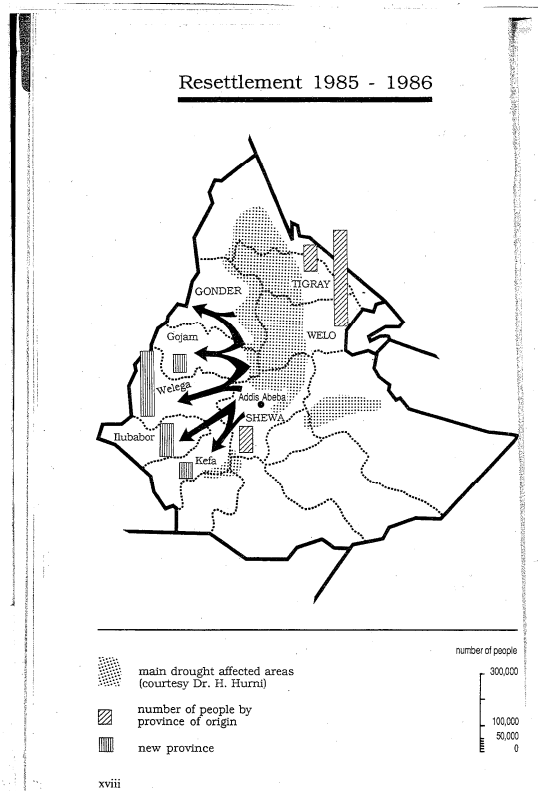 Resettlement 1985 - 1986
TIGRAY
GONDER
WELO
Gojam
Welega
Addis Abeba
SHEWA
Ilubabor
Kefa
number of people
main drought affected areas
(courtesy Dr. H. Hurni)
300,000
number of people by
province of origin
100,000
50,000
new province
0
xviii